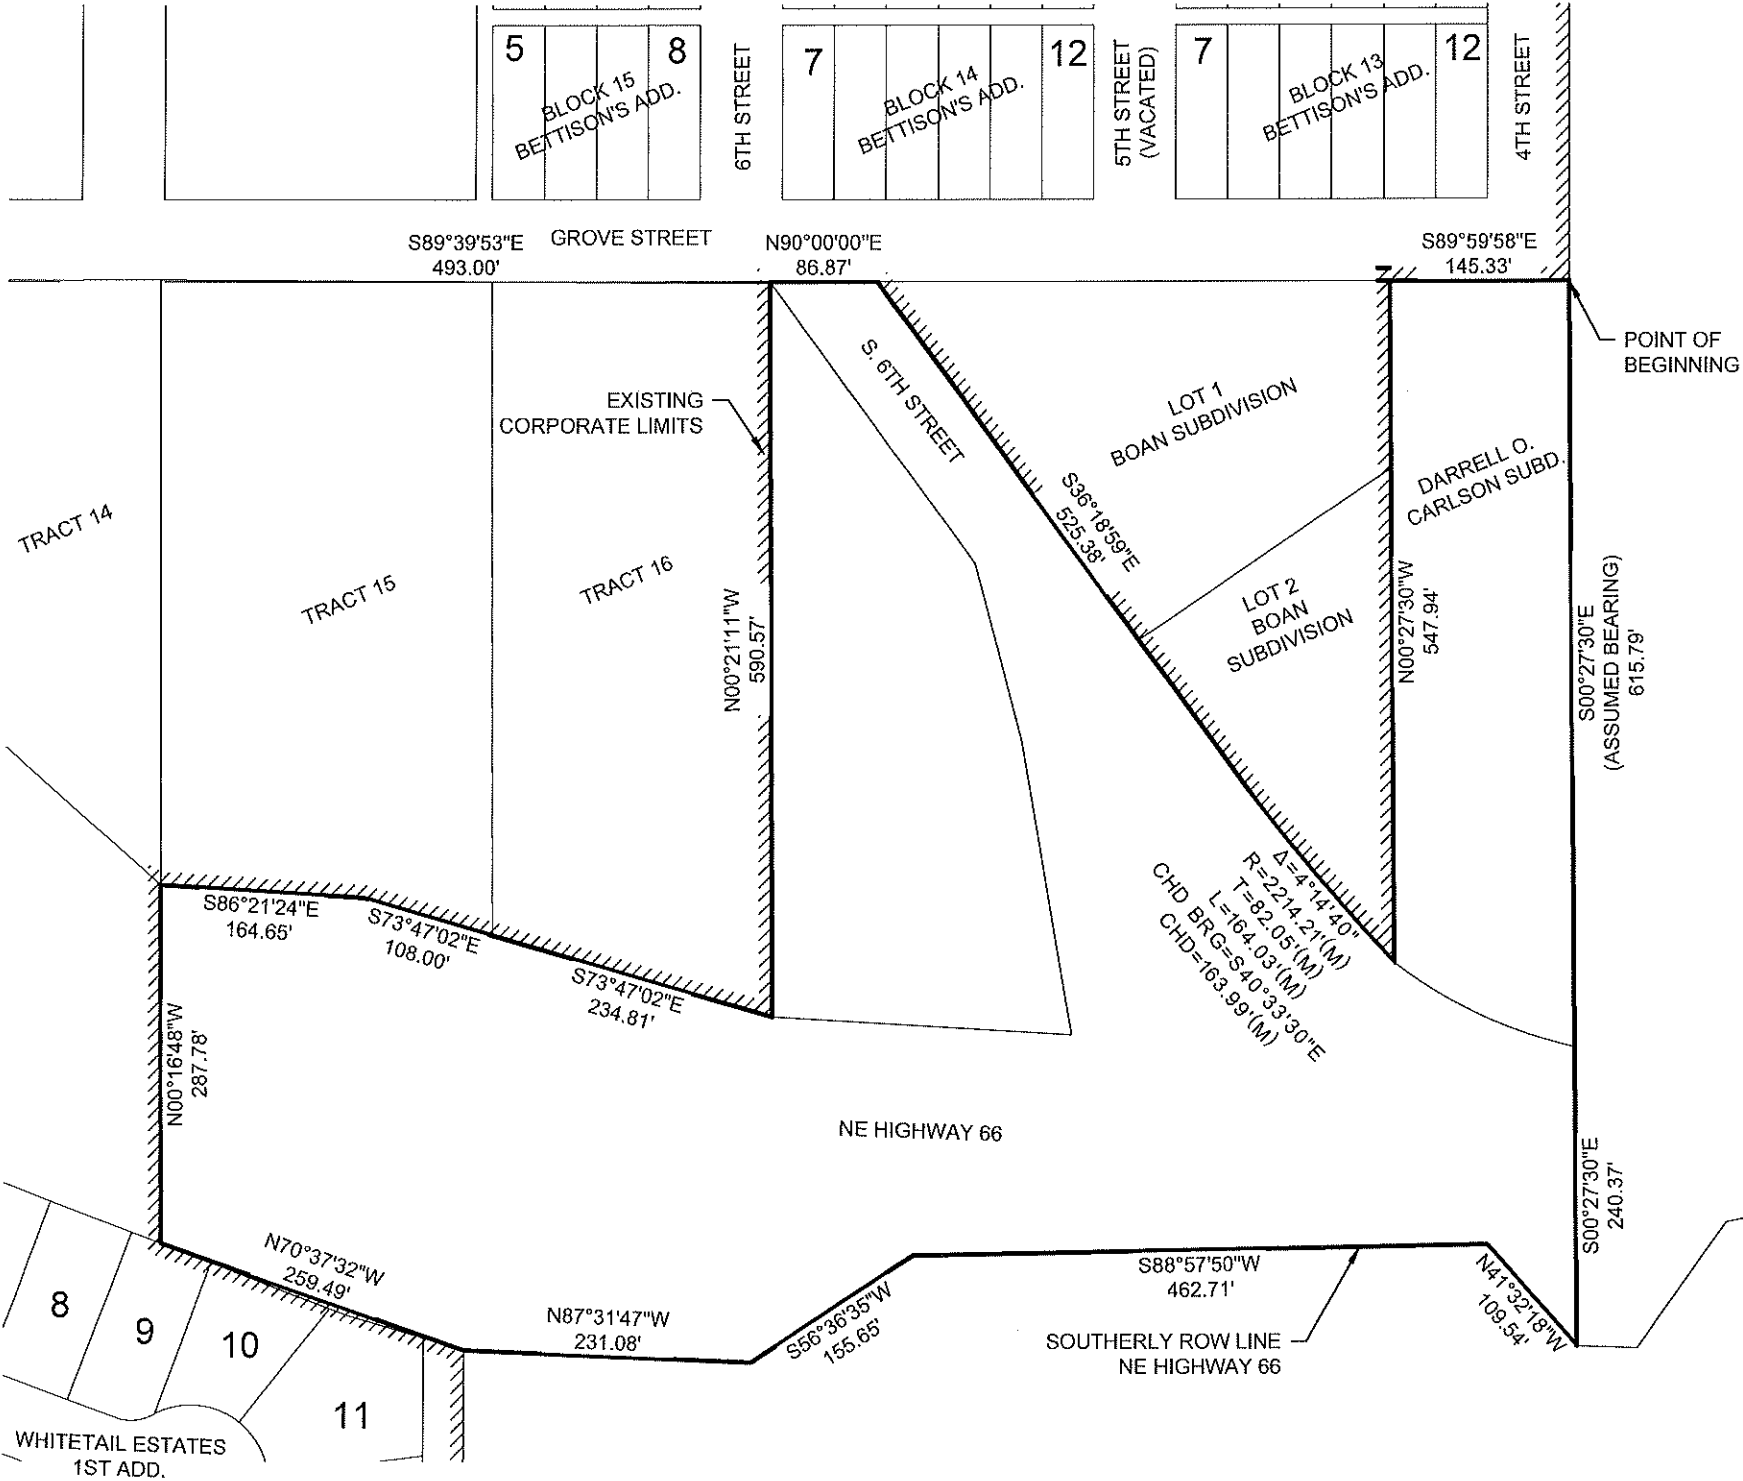 5
8
BLOCK 15
BETTISON'S ADD.
6TH STREET
7
12
BLOCK 14
BETTISON'S ADD.
5TH STREET
(VACATED)
7
12
BLOCK 13
BETTISON'S ADD.
4TH STREET
S89°39'53"E
493.00'
GROVE STREET
N90°00'00"E
86.87'
S89°59'58"E
145.33'
POINT OF
BEGINNING
EXISTING
CORPORATE LIMITS
S. 6TH STREET
LOT 1
BOAN SUBDIVISION
DARRELL O.
CARLSON SUBD.
TRACT 14
TRACT 15
TRACT 16
S36°18'59"E
525.38'
LOT 2
BOAN
SUBDIVISION
N00°21'11"W
590.57'
N00°27'30"W
547.94'
S00°27'30"E
(ASSUMED BEARING)
615.79'
Δ=4°14'40"
R=2214.21'(M)
T=82.05'(M)
L=164.03'(M)
CHD BRG=S40°33'30"E
CHD=163.99'(M)
S86°21'24"E
164.65'
S73°47'02"E
108.00'
S73°47'02"E
234.81'
N00°16'48"W
287.78'
NE HIGHWAY 66
S00°27'30"E
240.37'
N70°37'32"W
259.49'
N87°31'47"W
231.08'
S56°36'35"W
155.65'
S88°57'50"W
462.71'
N41°32'18"W
109.54'
SOUTHERLY ROW LINE
NE HIGHWAY 66
8
9
10
11
WHITETAIL ESTATES
1ST ADD.